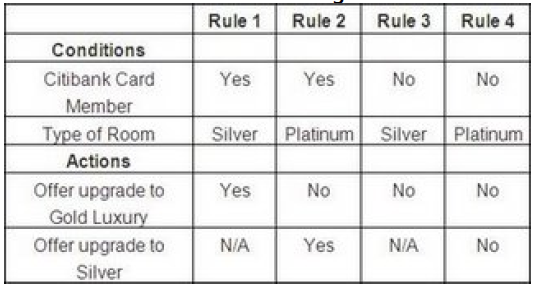 Rule 1 Rule 2 Rule 3 Rule 4
Conditions
Citibank Card Yes Yes No No
Member
Type of Room Silver Platinum Silver Platinum
Actions
Offer upgrade to Yes No No No
Gold Luxury
Offer upgrade to N/A Yes N/A No
Silver